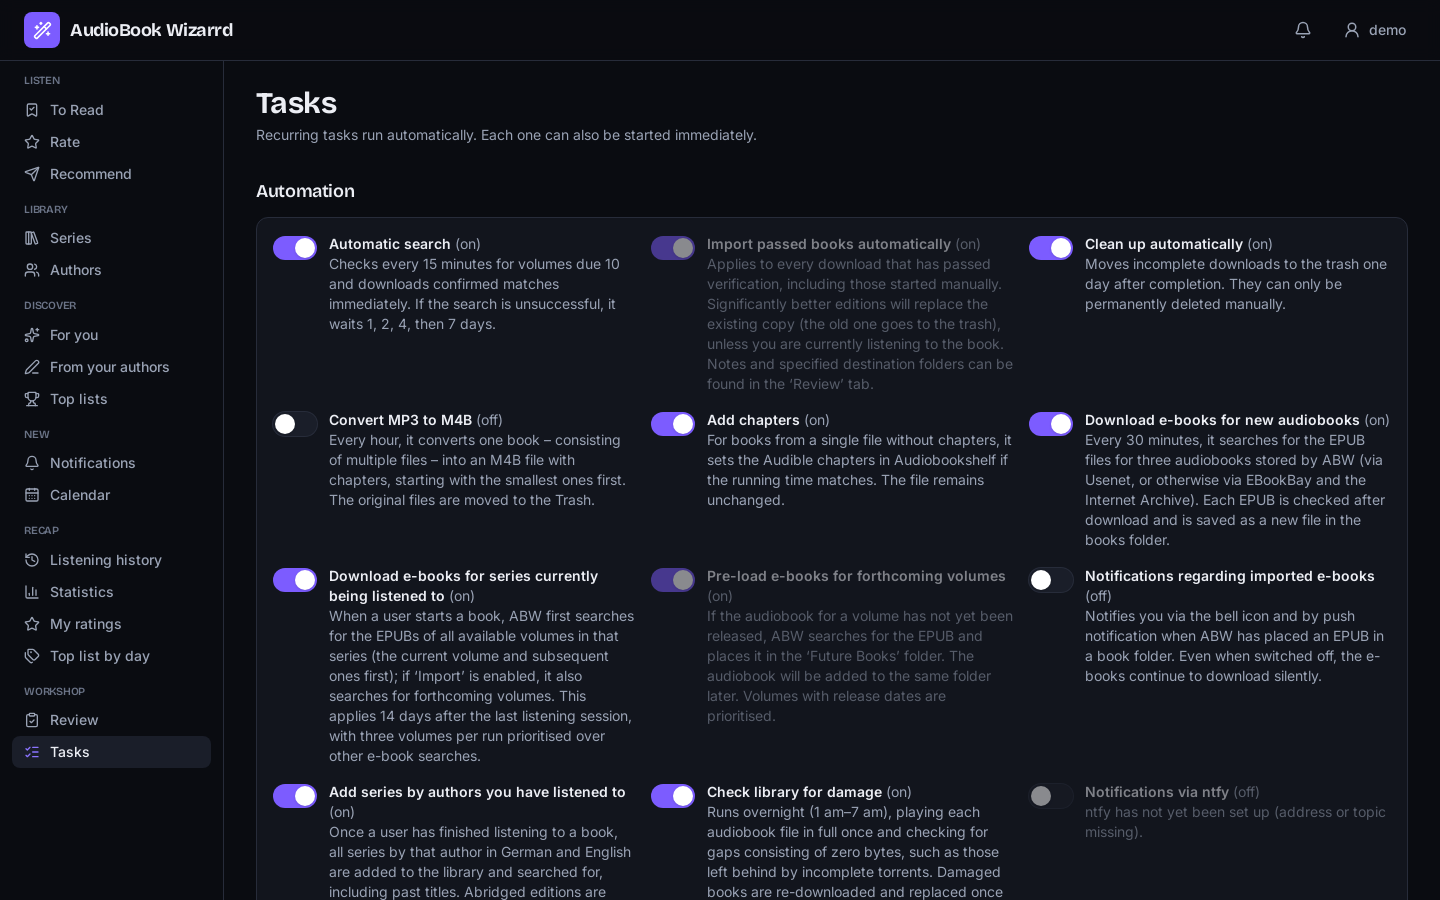 AudioBook Wizarrd
demo
LISTEN
To Read
Rate
Recommend
LIBRARY
Series
Authors
DISCOVER
For you
From your authors
Top lists
NEW
Notifications
Calendar
RECAP
Listening history
Statistics
My ratings
Top list by day
WORKSHOP
Review
Tasks
Tasks
Recurring tasks run automatically. Each one can also be started immediately.
Automation
Automatic search (on)
Checks every 15 minutes for volumes due 10
and downloads confirmed matches
immediately. If the search is unsuccessful, it
waits 1, 2, 4, then 7 days.
Import passed books automatically (on)
Applies to every download that has passed
verification, including those started manually.
Significantly better editions will replace the
existing copy (the old one goes to the trash),
unless you are currently listening to the book.
Notes and specified destination folders can be
found in the ‘Review’ tab.
Clean up automatically (on)
Moves incomplete downloads to the trash one
day after completion. They can only be
permanently deleted manually.
Convert MP3 to M4B (off)
Every hour, it converts one book – consisting
of multiple files – into an M4B file with
chapters, starting with the smallest ones first.
The original files are moved to the Trash.
Add chapters (on)
For books from a single file without chapters, it
sets the Audible chapters in Audiobookshelf if
the running time matches. The file remains
unchanged.
Download e-books for new audiobooks (on)
Every 30 minutes, it searches for the EPUB
files for three audiobooks stored by ABW (via
Usenet, or otherwise via EBookBay and the
Internet Archive). Each EPUB is checked after
download and is saved as a new file in the
books folder.
Download e-books for series currently
being listened to (on)
When a user starts a book, ABW first searches
for the EPUBs of all available volumes in that
series (the current volume and subsequent
ones first); if ‘Import’ is enabled, it also
searches for forthcoming volumes. This
applies 14 days after the last listening session,
with three volumes per run prioritised over
other e-book searches.
Pre-load e-books for forthcoming volumes
(on)
If the audiobook for a volume has not yet been
released, ABW searches for the EPUB and
places it in the ‘Future Books’ folder. The
audiobook will be added to the same folder
later. Volumes with release dates are
prioritised.
Notifications regarding imported e-books
(off)
Notifies you via the bell icon and by push
notification when ABW has placed an EPUB in
a book folder. Even when switched off, the e-
books continue to download silently.
Add series by authors you have listened to
(on)
Once a user has finished listening to a book,
all series by that author in German and English
are added to the library and searched for,
including past titles. Abridged editions are
Check library for damage (on)
Runs overnight (1 am–7 am), playing each
audiobook file in full once and checking for
gaps consisting of zero bytes, such as those
left behind by incomplete torrents. Damaged
books are re-downloaded and replaced once
Notifications via ntfy (off)
ntfy has not yet been set up (address or topic
missing).